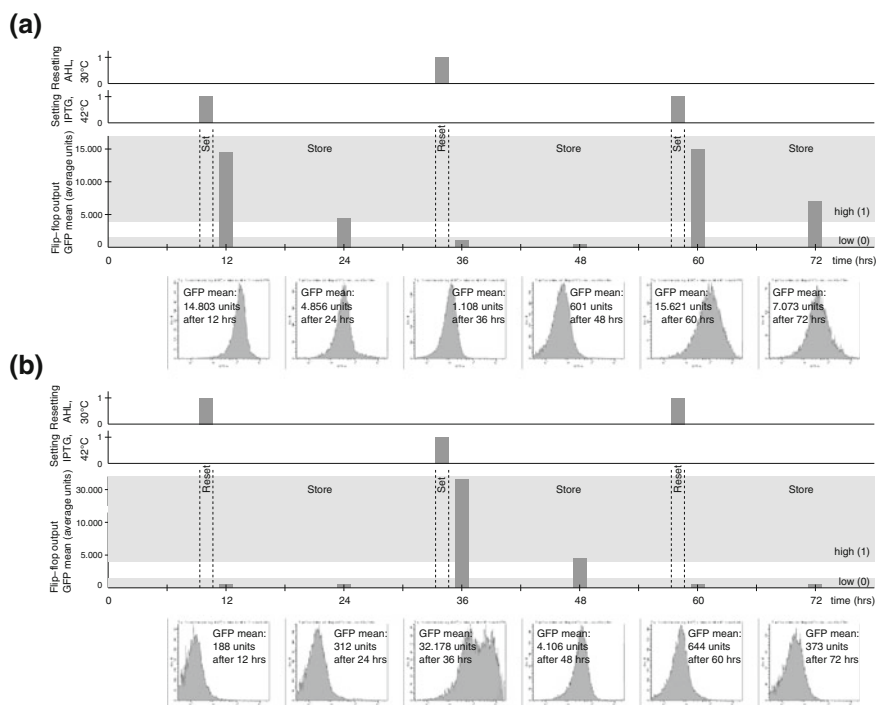 (a)
Resetting
AHL,
30°C
1
0
Setting
IPTG,
42°C
1
0
Flip−flop output
GFP mean (average units)
15.000
10.000
5.000
0
Set
Store
Reset
Store
Set
Store
high (1)
low (0)
0
12
24
36
48
60
72
time (hrs)
GFP mean:
14.803 units
after 12 hrs
GFP mean:
4.856 units
after 24 hrs
GFP mean:
1.108 units
after 36 hrs
GFP mean:
601
units
after 48 hrs
GFP mean:
15.621 units
after 60 hrs
GFP mean:
7.073 units
after 72 hrs
(b)
Resetting
AHL,
30°C
1
0
Setting
IPTG,
42°C
1
0
Flip−flop output
GFP mean (average units)
30.000
10.000
5.000
0
Reset
Store
Set
Store
Reset
Store
high (1)
low (0)
0
12
24
36
48
60
72
time (hrs)
GFP mean:
188 units
after 12 hrs
GFP mean:
312 units
after 24 hrs
GFP mean:
32.178 units
after 36 hrs
GFP mean:
4.106 units
after 48 hrs
GFP mean:
644 units
after 60 hrs
GFP mean:
373 units
after 72 hrs